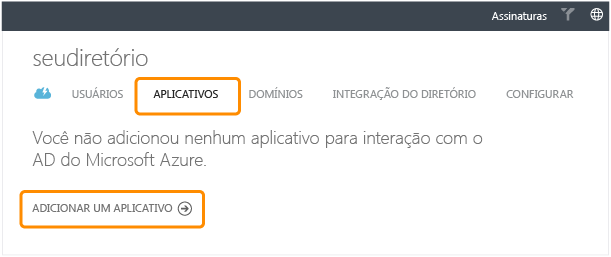 Assinaturas
seudiretório
USUÁRIOS APLICATIVOS DOMÍNIOS INTEGRAÇÃO DO DIRETÓRIO CONFIGURAR
Você não adicionou nenhum aplicativo para interação com o
AD do Microsoft Azure.
ADICIONAR UM APLICATIVO